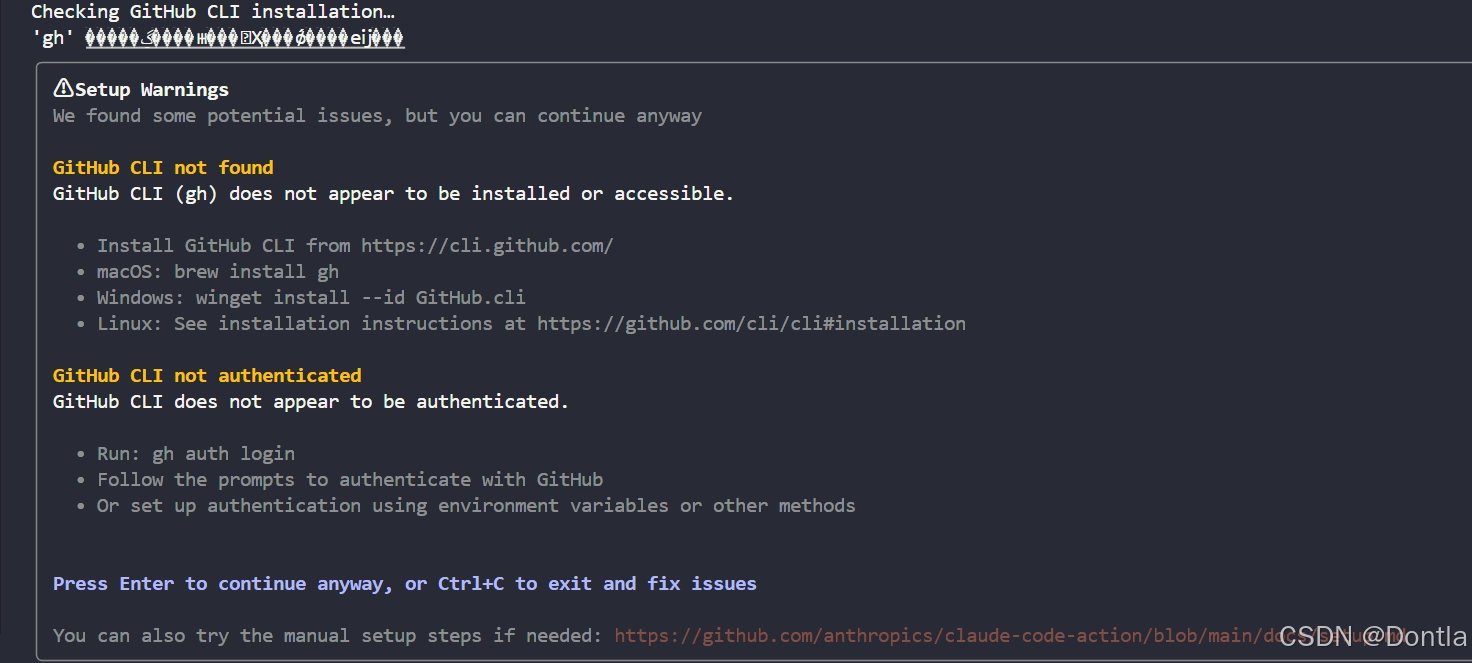 Checking GitHub CLI installation…
'gh'
⚠Setup Warnings
We found some potential issues, but you can continue anyway
GitHub CLI not found
GitHub CLI (gh) does not appear to be installed or accessible.
• Install GitHub CLI from https://cli.github.com/
• macOS: brew install gh
• Windows: winget install --id GitHub.cli
• Linux: See installation instructions at https://github.com/cli/cli#installation
GitHub CLI not authenticated
GitHub CLI does not appear to be authenticated.
• Run: gh auth login
• Follow the prompts to authenticate with GitHub
• Or set up authentication using environment variables or other methods
Press Enter to continue anyway, or Ctrl+C to exit and fix issues
You can also try the manual setup steps if needed: https://github.com/anthropics/claude-code-action/blob/main/docs/setup.md
CSDN @Dontla